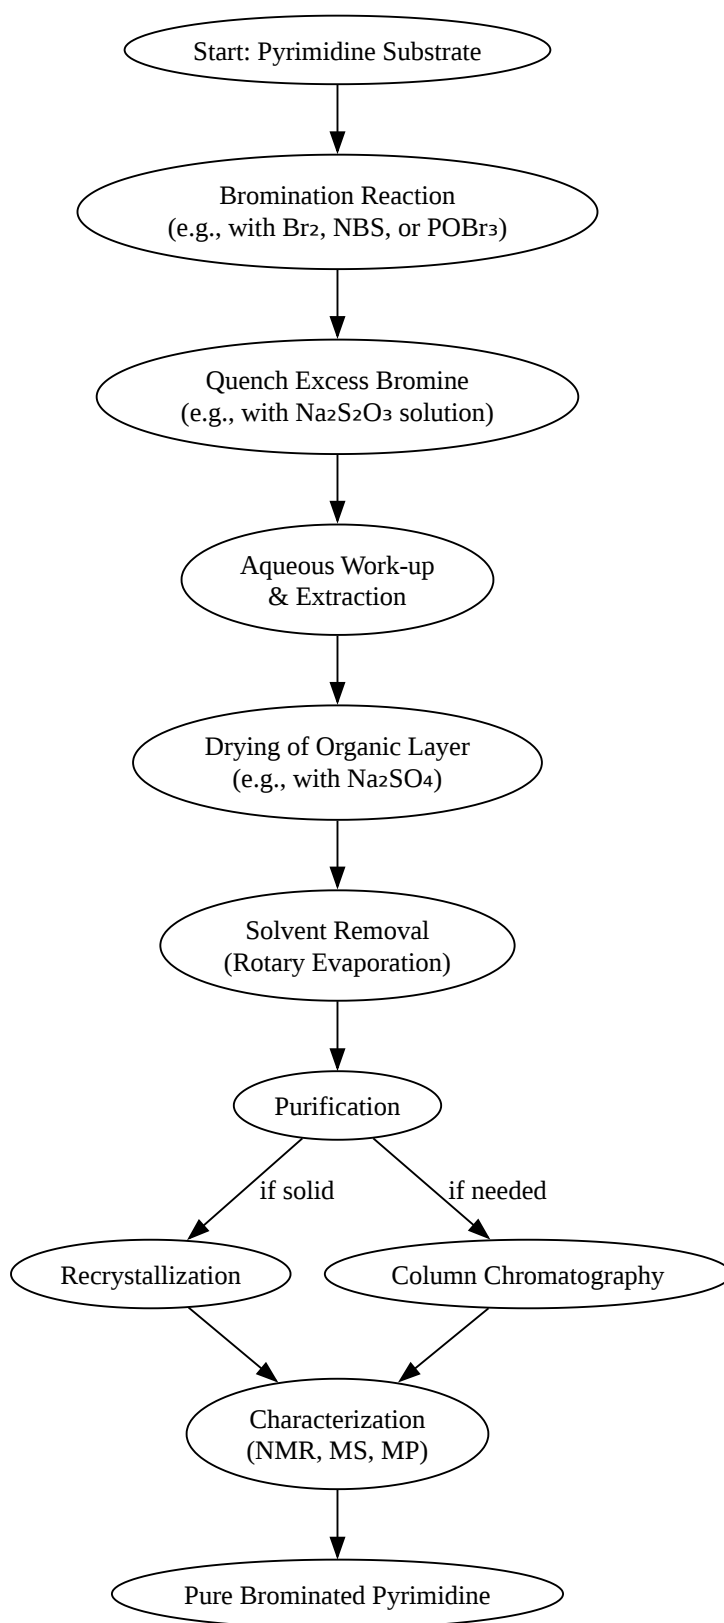 Start: Pyrimidine Substrate
Bromination Reaction
(e.g., with Br₂, NBS, or POBr₃)
Quench Excess Bromine
(e.g., with Na₂S₂O₃ solution)
Aqueous Work-up
& Extraction
Drying of Organic Layer
(e.g., with Na₂SO₄)
Solvent Removal
(Rotary Evaporation)
Purification
if solid
if needed
Recrystallization
Column Chromatography
Characterization
(NMR, MS, MP)
Pure Brominated Pyrimidine